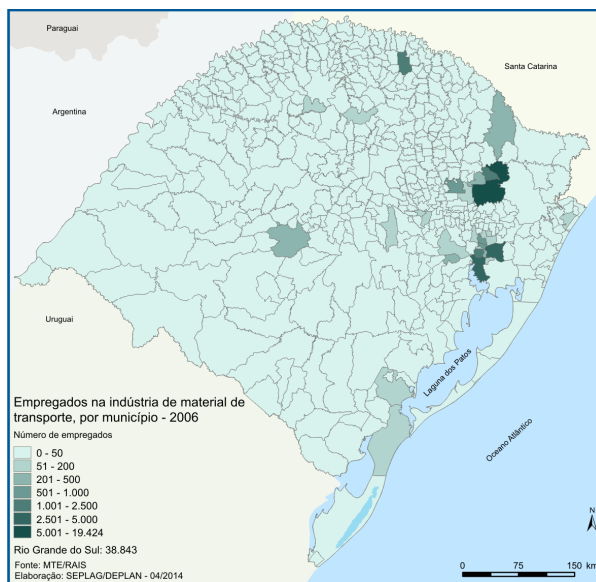 Paraguai
Santa Catarina
Argentina
Uruguai
Laguna dos Patos
Oceano Atlântico
Empregados na indústria de material de
transporte, por município - 2006
Número de empregados
0 - 50
51 - 200
201 - 500
501 - 1.000
1.001 - 2.500
2.501 - 5.000
5.001 - 19.424
Rio Grande do Sul: 38.843
Fonte: MTE/RAIS
Elaboração: SEPLAG/DEPLAN - 04/2014
N
0 75 150 km